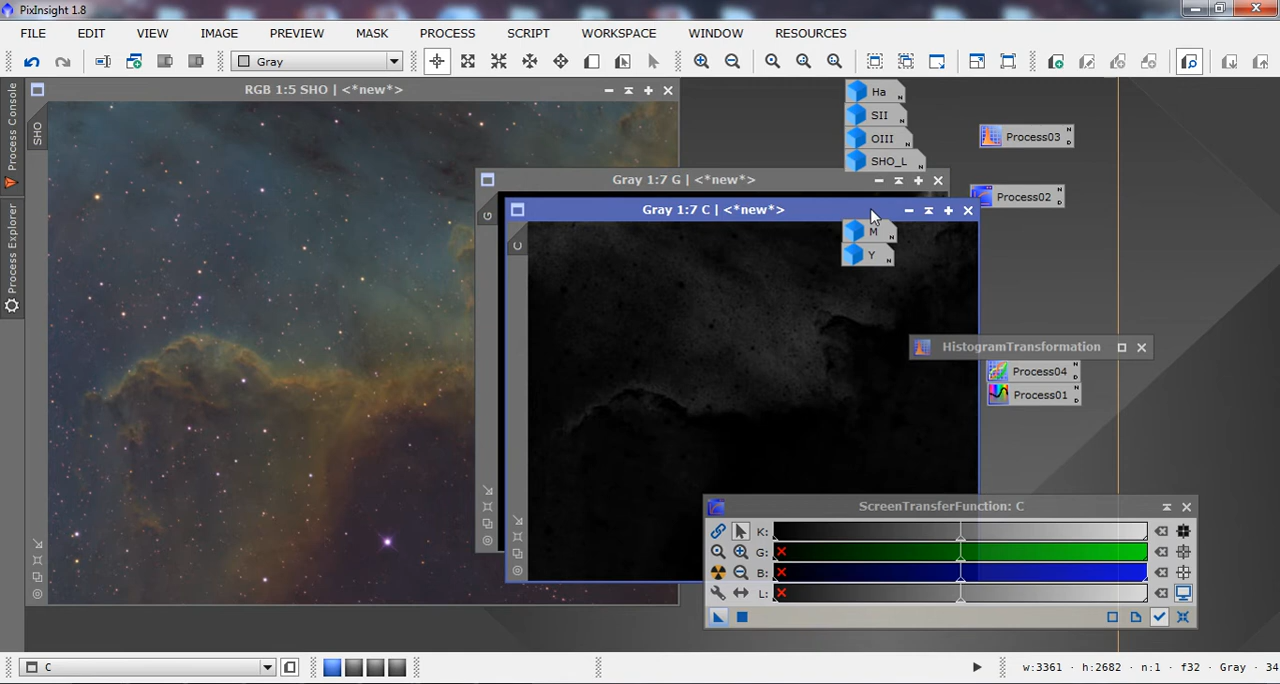 PixInsight 1.8
FILE EDIT VIEW IMAGE PREVIEW MASK PROCESS SCRIPT WORKSPACE WINDOW RESOURCES
Gray
RGB 1:5 SHO | <*new*>
Ha
SII
OIII
SHO_L
Process03
Process02
Gray 1:7 G | <*new*>
Gray 1:7 C | <*new*>
M
Y
HistogramTransformation
Process04
Process01
ScreenTransferFunction: C
K:
G:
B:
L:
Process Console
Process Explorer
SHO
G
C
N
D
C
w:3361 · h:2682 · n:1 · f32 · Gray · 34